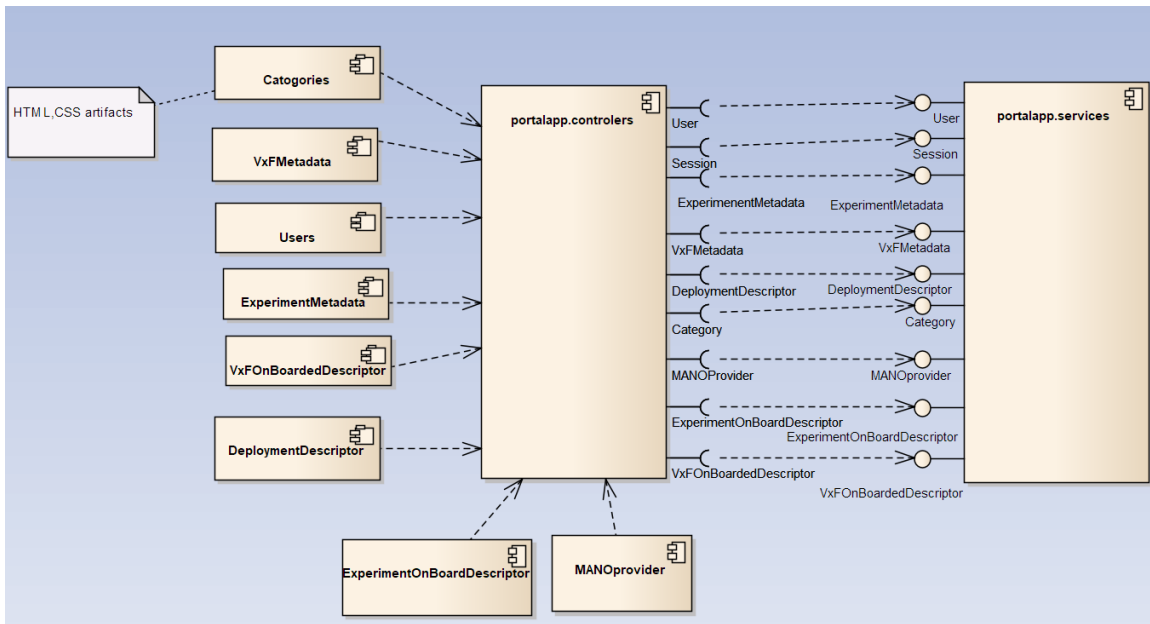 HTML,CSS artifacts
Catogories
VxFMetadata
Users
ExperimentMetadata
VxFOnBoardedDescriptor
DeploymentDescriptor
ExperimentOnBoardDescriptor
MANOprovider
portalapp.controlers
User
Session
ExperimenentMetadata
VxFMetadata
DeploymentDescriptor
Category
MANOProvider
ExperimentOnBoardDescriptor
VxFOnBoardedDescriptor
User
Session
ExperimentMetadata
VxFMetadata
DeploymentDescriptor
Category
MANOprovider
ExperimentOnBoardDescriptor
VxFOnBoardedDescriptor
portalapp.services